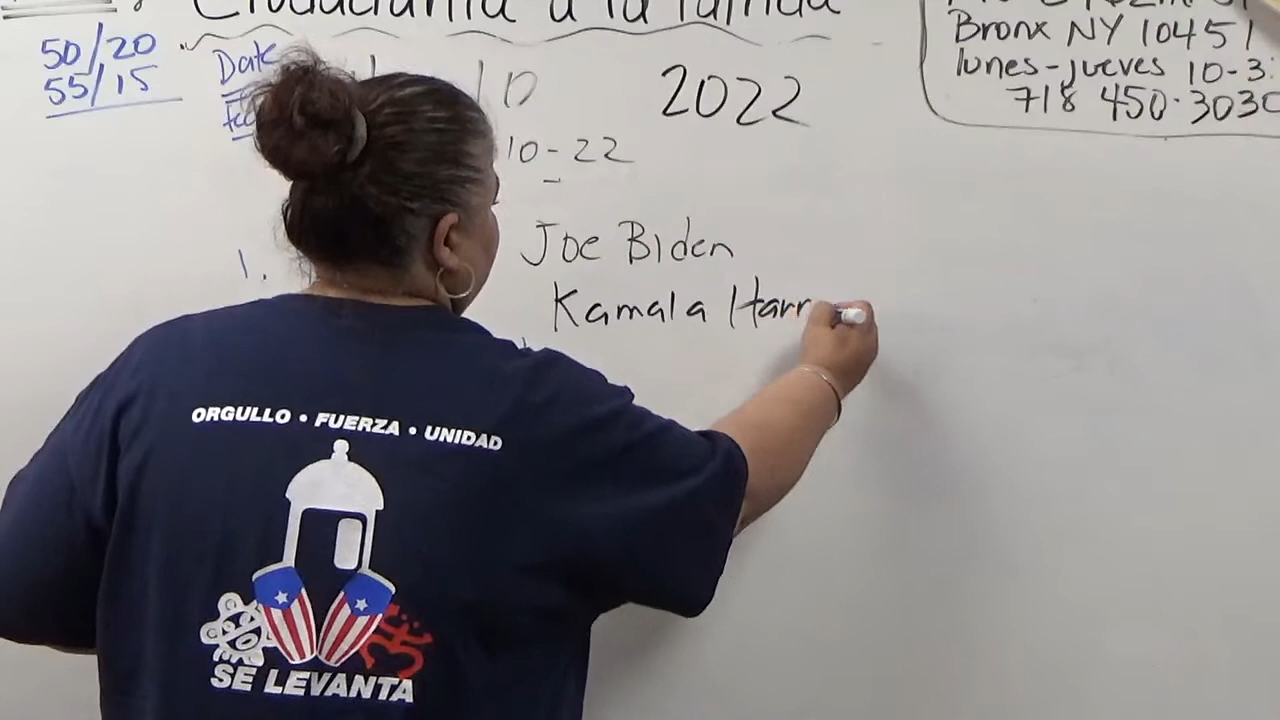 Ciudadanía a la familia
50/20
55/15
Date
10
2022
10-22
1.
Joe Biden
Kamala Harr
Bronx NY 10451
lunes-jueves 10-3:
718 450-3030
ORGULLO • FUERZA • UNIDAD
SE LEVANTA